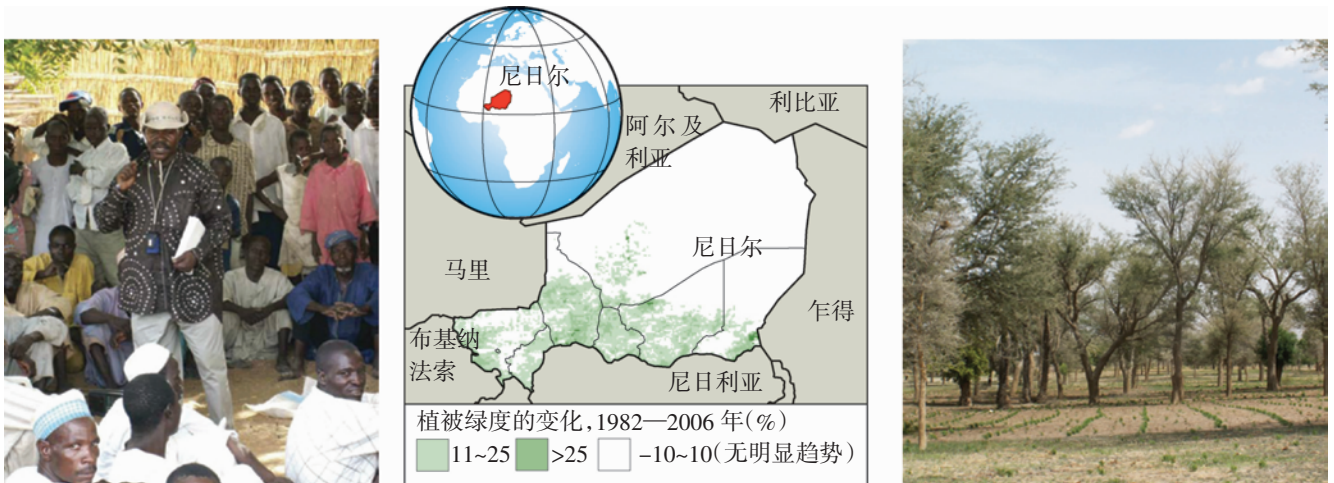 尼日尔
利比亚
阿尔及
利亚
尼日尔
马里
乍得
布基纳
法索
尼日利亚
植被绿度的变化,1982—2006 年(%)
11~25 >25 -10~10(无明显趋势)